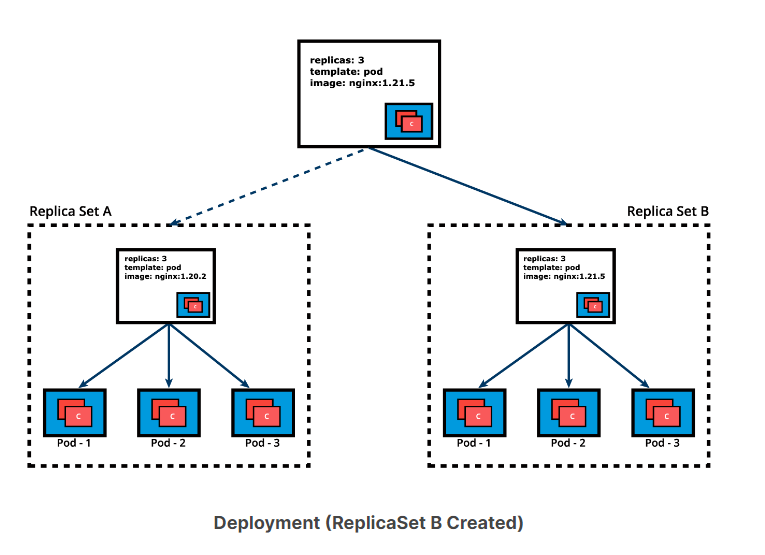 replicas: 3
template: pod
image: nginx:1.21.5
C
Replica Set A
Replica Set B
replicas: 3
template: pod
image: nginx:1.20.2
C
replicas: 3
template: pod
image: nginx:1.21.5
C
C
C
C
C
C
C
Pod - 1
Pod - 2
Pod - 3
Pod - 1
Pod - 2
Pod - 3
Deployment (ReplicaSet B Created)